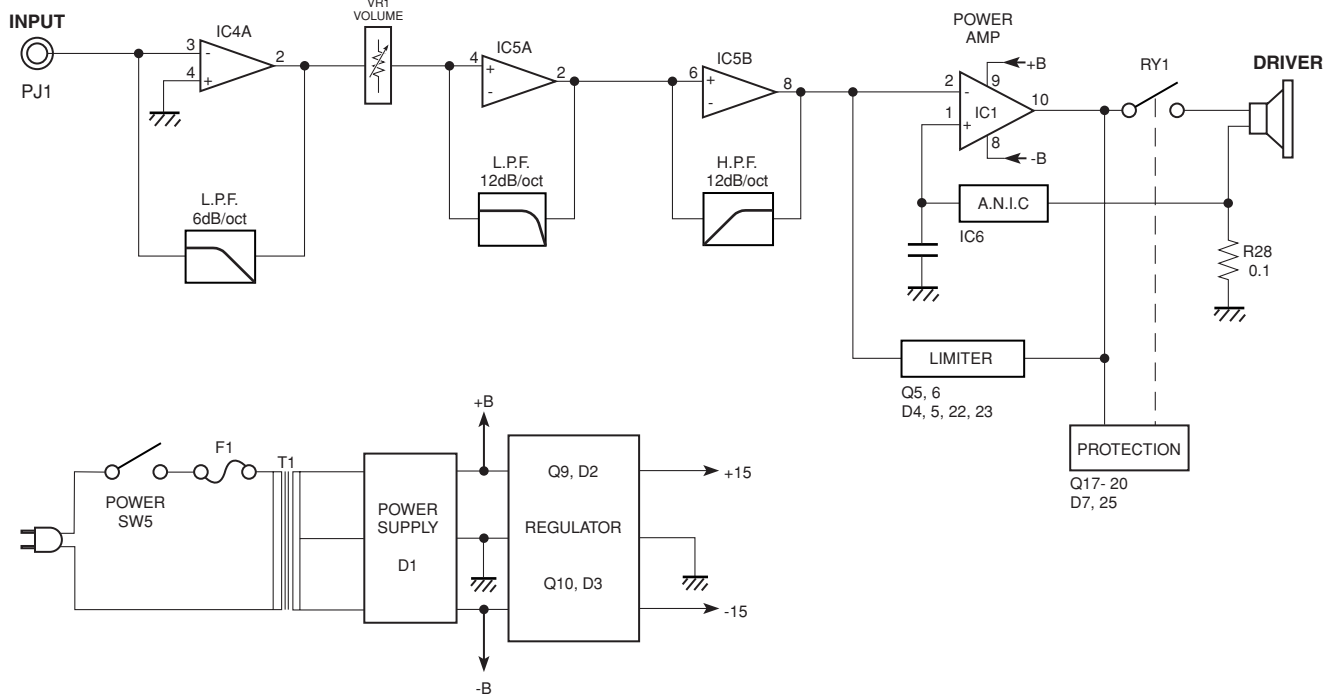 INPUT
PJ1
IC4A
3
-
4
+
2
L.P.F.
6dB/oct
VR1
VOLUME
IC5A
4
+
-
2
L.P.F.
12dB/oct
IC5B
6
+
-
8
H.P.F.
12dB/oct
POWER
AMP
+B
9
2
-
IC1
1
+
10
8
-B
RY1
DRIVER
A.N.I.C
IC6
R28
0.1
LIMITER
Q5, 6
D4, 5, 22, 23
PROTECTION
Q17- 20
D7, 25
POWER
SW5
F1
T1
POWER
SUPPLY
D1
+B
-B
Q9, D2
REGULATOR
Q10, D3
+15
-15